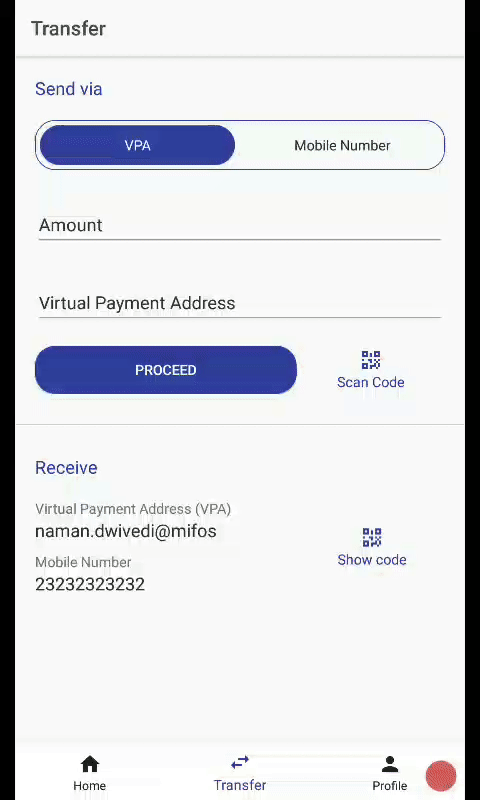 Transfer
Send via
VPA
Mobile Number
Amount
Virtual Payment Address
PROCEED
Scan Code
Receive
Virtual Payment Address (VPA)
naman.dwivedi@mifos
Mobile Number
23232323232
Show code
Home
Transfer
Profile